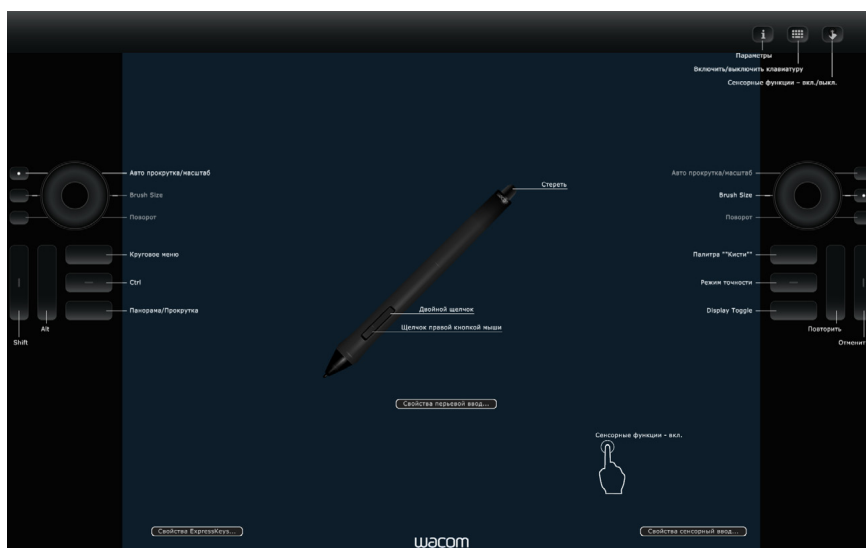 Параметры
Включить/выключить клавиатуру
Сенсорные функции – вкл./выкл.
Авто прокрутка/масштаб
Brush Size
Поворот
Круговое меню
Ctrl
Панорама/Прокрутка
Alt
Shift
Стереть
Двойной щелчок
Щелчок правой кнопкой мыши
Свойства перьевой ввод...
Авто прокрутка/масштаб
Brush Size
Поворот
Палитра ""Кисти""
Режим точности
Display Toggle
Повторить
Отменит
Сенсорные функции – вкл.
Свойства ExpressKeys...
wacom
Свойства сенсорный ввод...